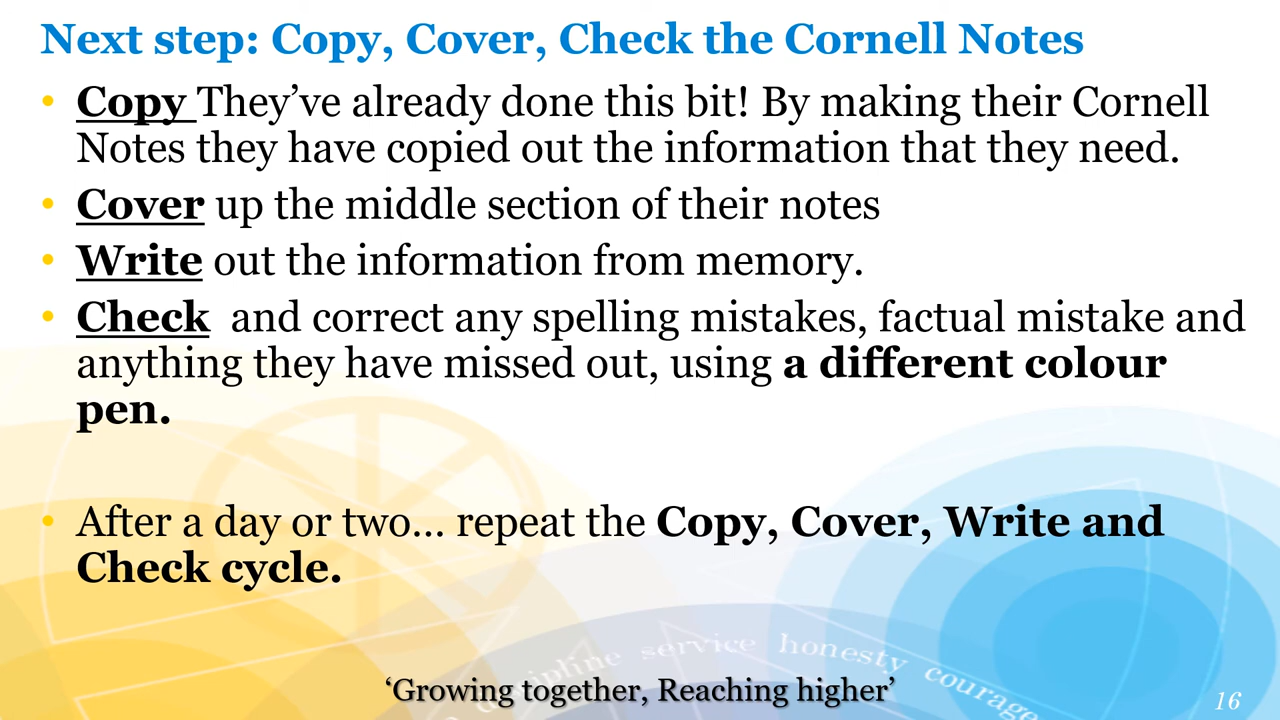 Next step: Copy, Cover, Check the Cornell Notes
• Copy They’ve already done this bit! By making their Cornell
Notes they have copied out the information that they need.
• Cover up the middle section of their notes
• Write out the information from memory.
• Check and correct any spelling mistakes, factual mistake and
anything they have missed out, using a different colour
pen.
• After a day or two… repeat the Copy, Cover, Write and
Check cycle.
service honesty courage
‘Growing together, Reaching higher’
16